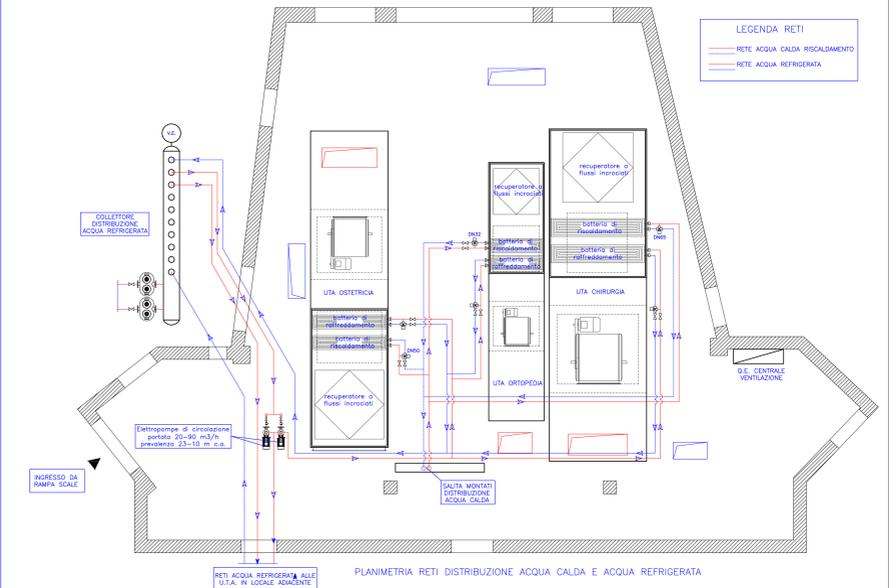 LEGENDA RETI
RETE ACQUA CALDA RISCALDAMENTO
RETE ACQUA REFRIGERATA
V.E.
COLLETTORE
DISTRIBUZIONE
ACQUA REFRIGERATA
recuperatore a
flussi incrociati
recuperatore a
flussi incrociati
batteria di
riscaldamento
batteria di
raffreddamento
DN65
DN32
batteria di
riscaldamento
batteria di
raffreddamento
UTA OSTETRICIA
UTA CHIRURGIA
batteria di
raffreddamento
batteria di
riscaldamento
DN50
UTA ORTOPEDIA
Q.E. CENTRALE
VENTILAZIONE
recuperatore a
flussi incrociati
Elettropompe di circolazione
portata 20-90 m3/h
prevalenza 23-10 m c.a.
INGRESSO DA
RAMPA SCALE
SALITA MONTATI
DISTRIBUZIONE
ACQUA CALDA
RETI ACQUA REFRIGERATA ALLE
U.T.A. IN LOCALE ADIACENTE
PLANIMETRIA RETI DISTRIBUZIONE ACQUA CALDA E ACQUA REFRIGERATA